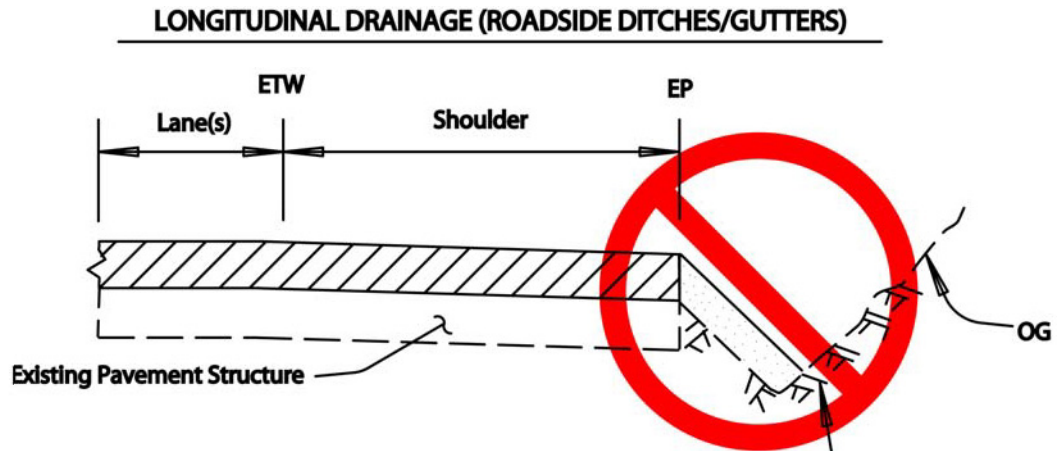 LONGITUDINAL DRAINAGE (ROADSIDE DITCHES/GUTTERS)
ETW
EP
Lane(s)
Shoulder
OG
Existing Pavement Structure